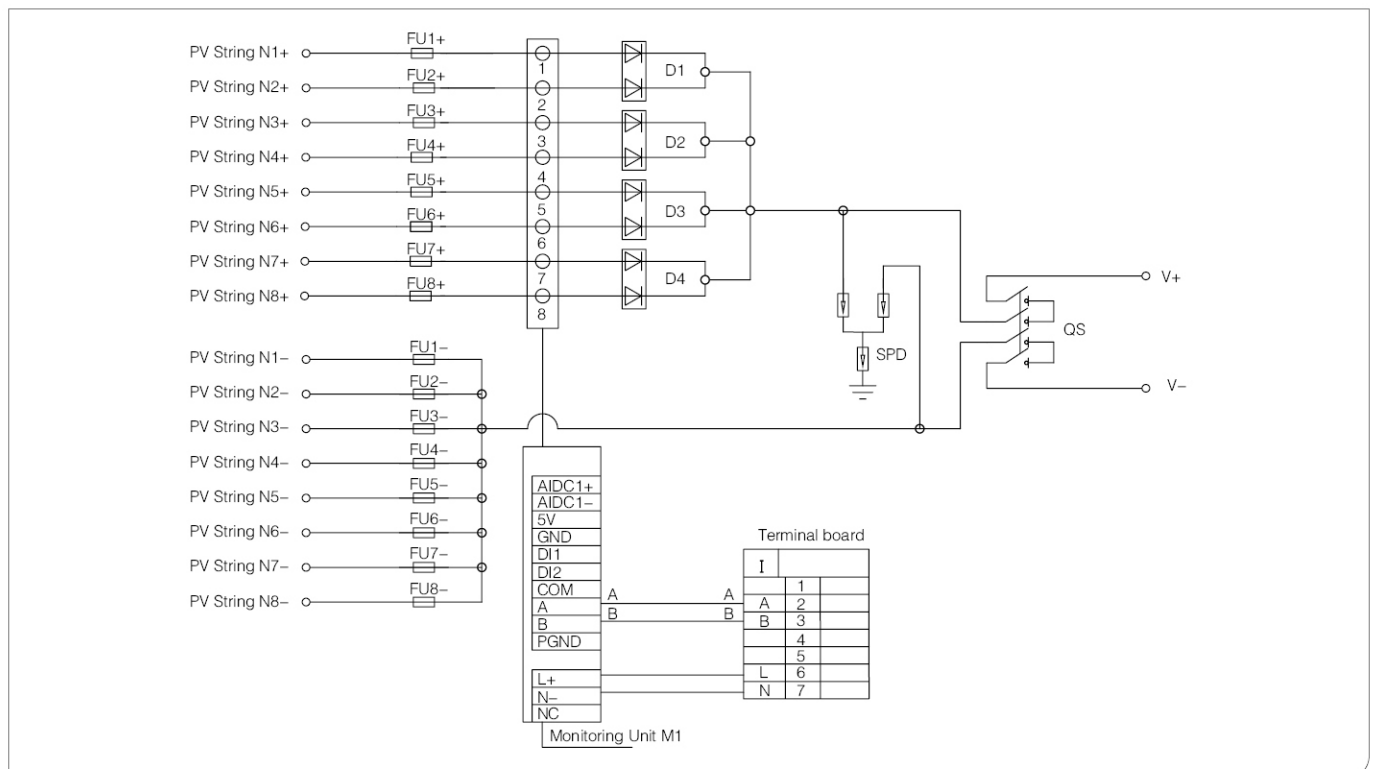 FU1+
PV String N1+
D1
1
FU2+
PV String N2+
2
FU3+
PV String N3+
D2
3
FU4+
PV String N4+
4
FU5+
PV String N5+
D3
5
FU6+
PV String N6+
6
FU7+
PV String N7+
D4
7
FU8+
PV String N8+
8
V+
QS
SPD
V−
FU1−
PV String N1−
FU2−
PV String N2−
FU3−
PV String N3−
FU4−
PV String N4−
FU5−
PV String N5−
FU6−
PV String N6−
FU7−
PV String N7−
FU8−
PV String N8−
AIDC1+
AIDC1−
5V
GND
DI1
DI2
COM
A
B
PGND
L+
N−
NC
Monitoring Unit M1
A A
B B
Terminal board
I
1
A 2
B 3
4
5
L 6
N 7